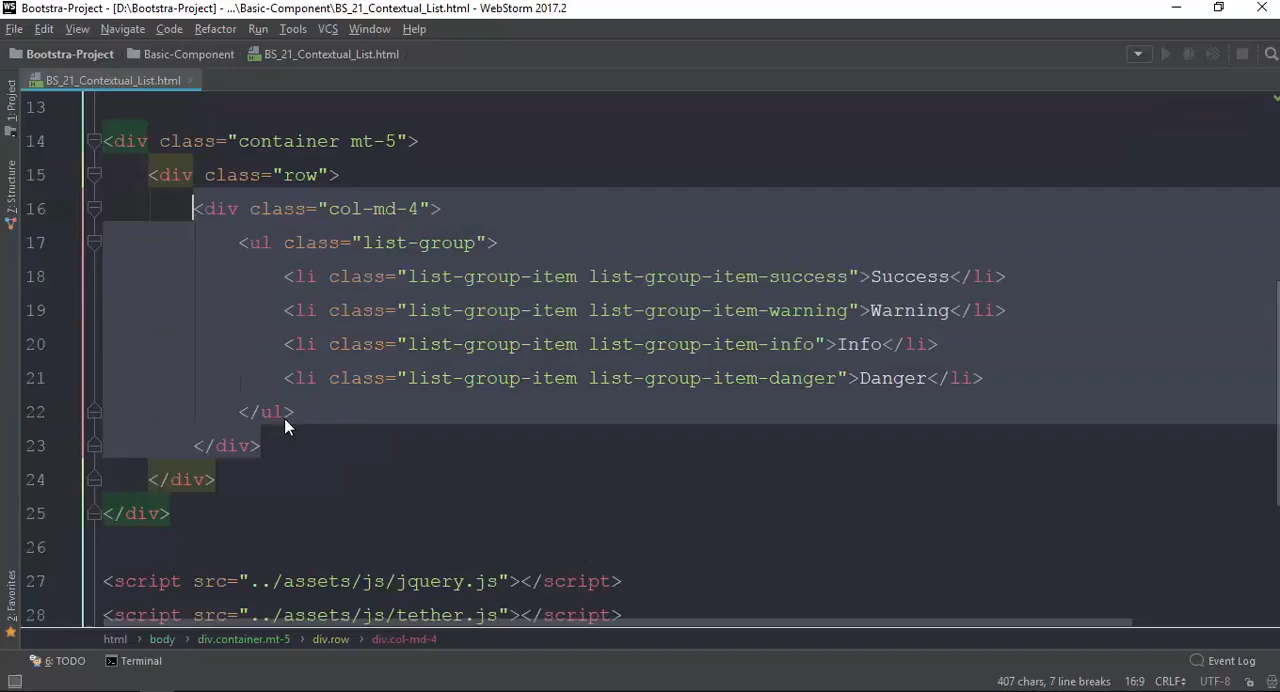 Bootstra-Project - [D:\Bootstra-Project] - ...\Basic-Component\BS_21_Contextual_List.html - WebStorm 2017.2
File Edit View Navigate Code Refactor Run Tools VCS Window Help
Bootstra-Project Basic-Component BS_21_Contextual_List.html
BS_21_Contextual_List.html
1: Project
Z: Structure
2: Favorites
13
14 <div class="container mt-5">
15 <div class="row">
16 <div class="col-md-4">
17 <ul class="list-group">
18 <li class="list-group-item list-group-item-success">Success</li>
19 <li class="list-group-item list-group-item-warning">Warning</li>
20 <li class="list-group-item list-group-item-info">Info</li>
21 <li class="list-group-item list-group-item-danger">Danger</li>
22 </ul>
23 </div>
24 </div>
25 </div>
26
27 <script src="../assets/js/jquery.js"></script>
28 <script src="../assets/js/tether.js"></script>
html body div.container.mt-5 div.row div.col-md-4
6: TODO Terminal Event Log
407 chars, 7 line breaks 16:9 CRLF UTF-8